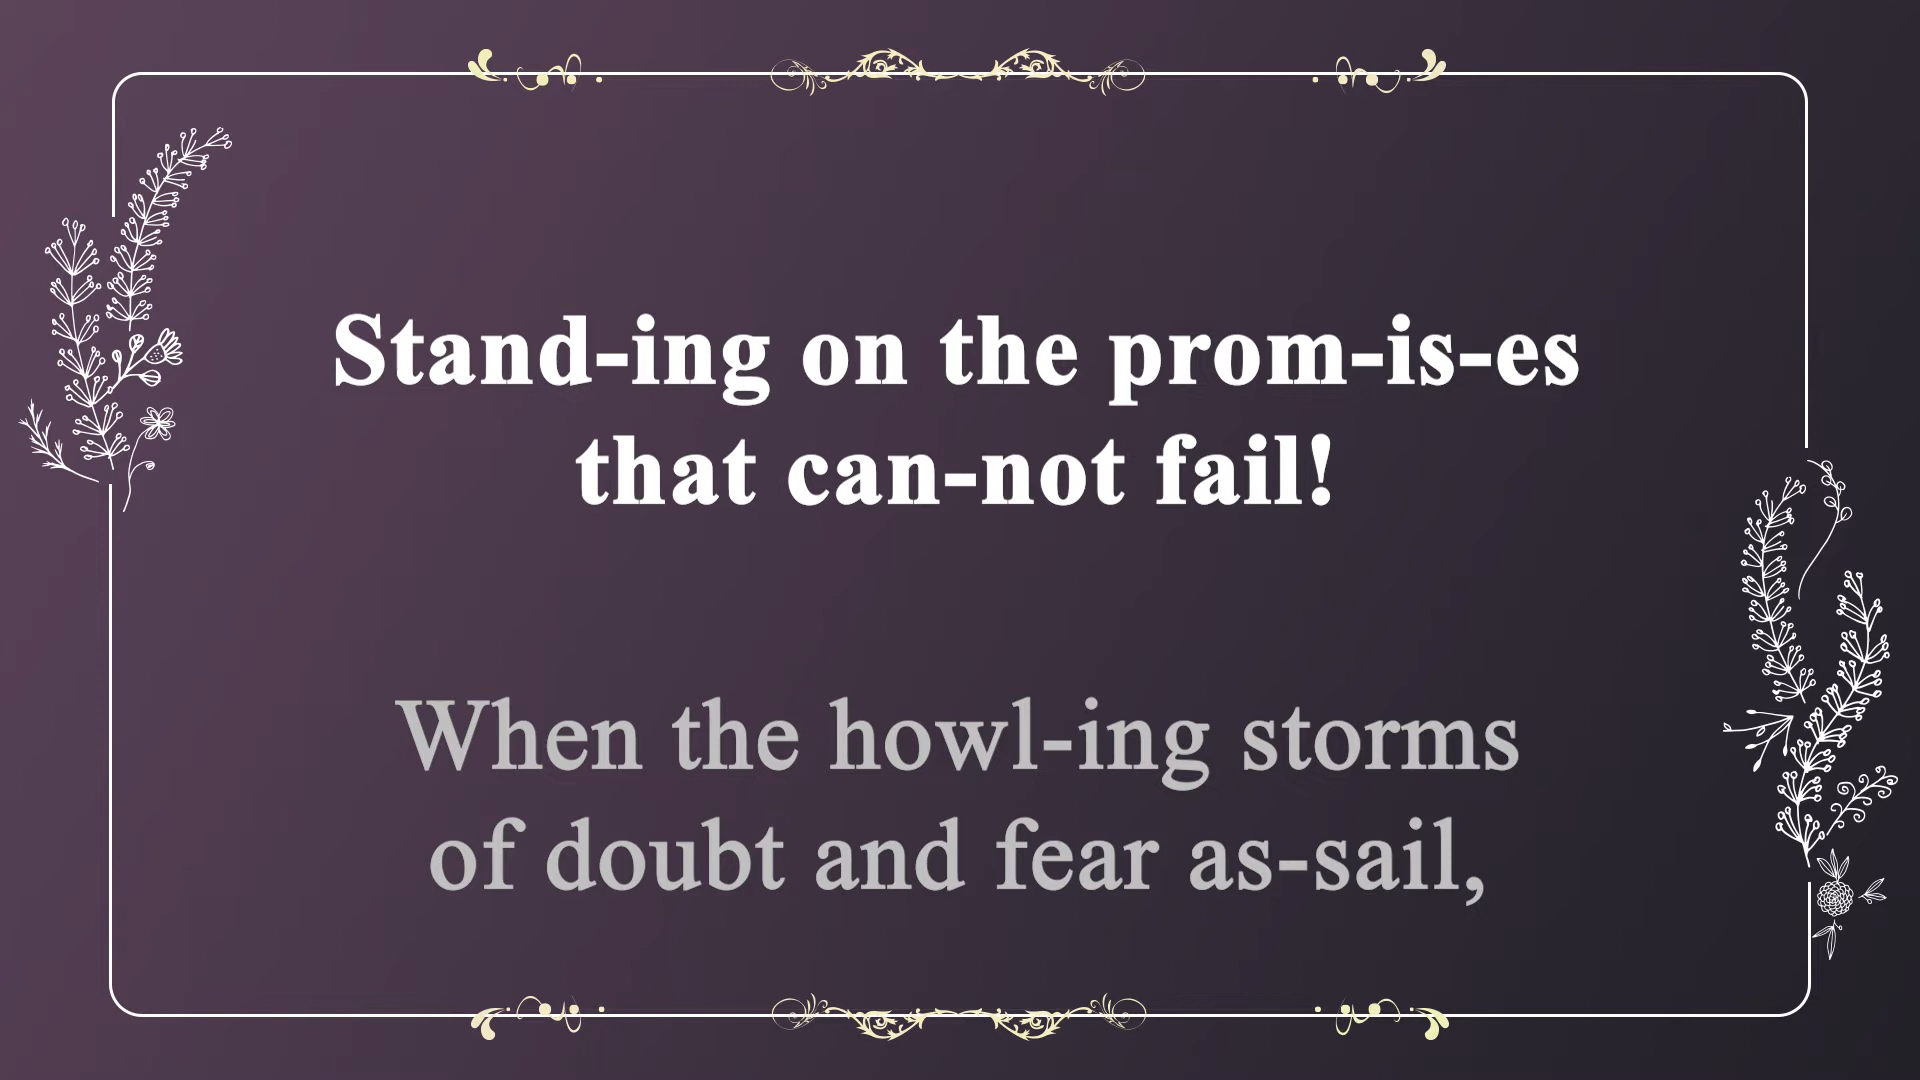 Stand-ing on the prom-is-es
that can-not fail!
When the howl-ing storms
of doubt and fear as-sail,